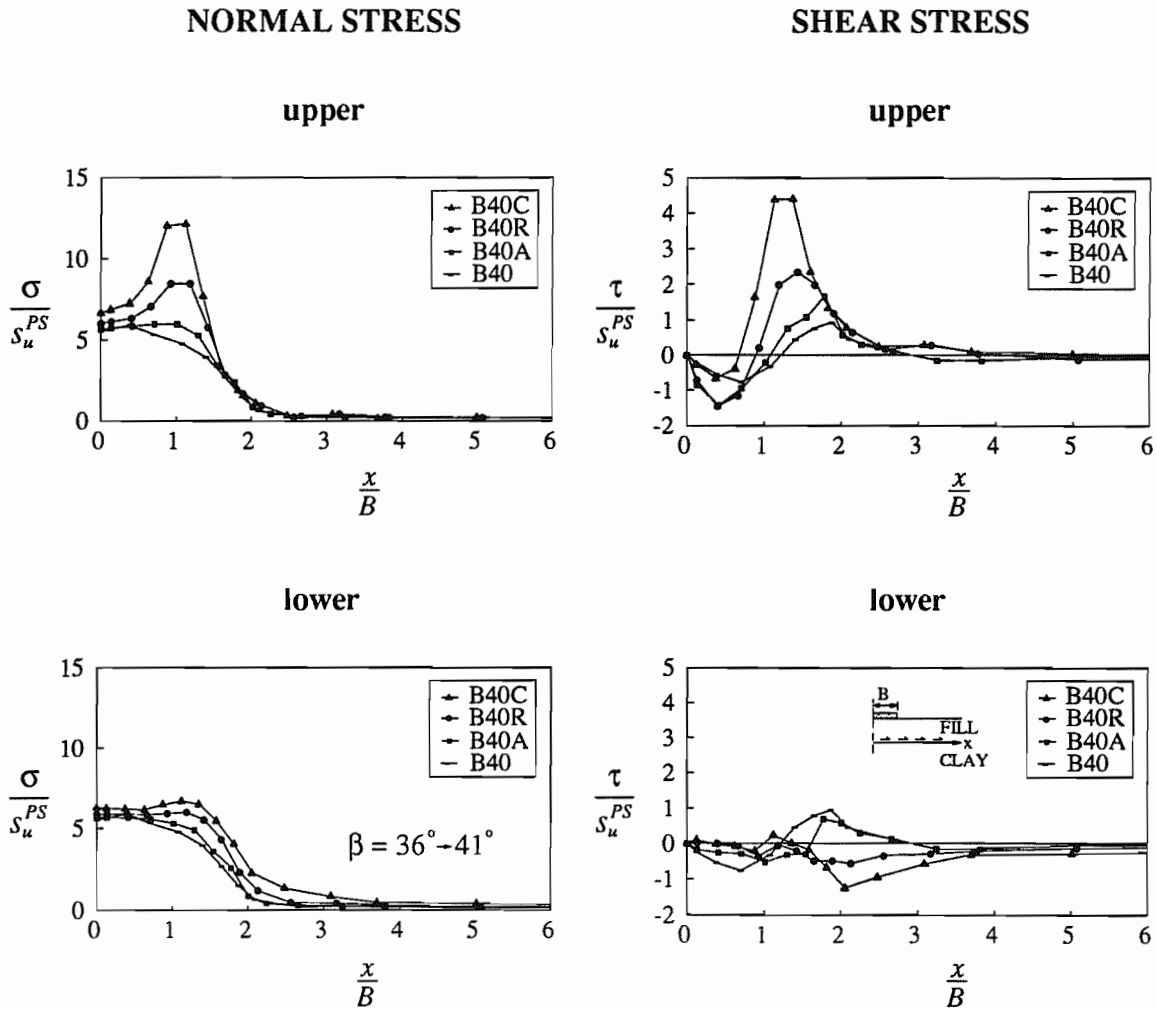 NORMAL STRESS
SHEAR STRESS
upper
upper
15
10
5
0
σ
s_u^PS
B40C
B40R
B40A
B40
0 1 2 3 4 5 6
x
B
5
4
3
2
1
0
-1
-2
τ
s_u^PS
B40C
B40R
B40A
B40
0 1 2 3 4 5 6
x
B
lower
lower
15
10
5
0
σ
s_u^PS
B40C
B40R
B40A
B40
β = 36°→41°
0 1 2 3 4 5 6
x
B
5
4
3
2
1
0
-1
-2
τ
s_u^PS
B
FILL
x
CLAY
B40C
B40R
B40A
B40
0 1 2 3 4 5 6
x
B